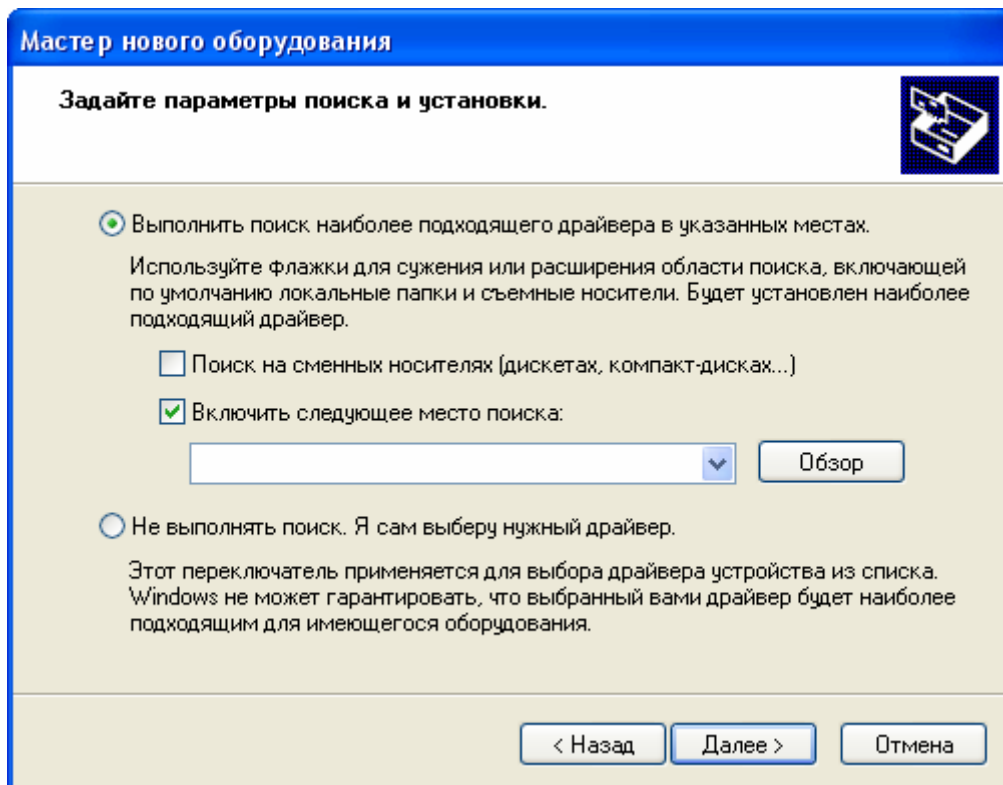 Мастер нового оборудования
Задайте параметры поиска и установки.
Выполнить поиск наиболее подходящего драйвера в указанных местах.
Используйте флажки для сужения или расширения области поиска, включающей
по умолчанию локальные папки и съемные носители. Будет установлен наиболее
подходящий драйвер.
Поиск на сменных носителях (дискетах, компакт-дисках...)
Включить следующее место поиска:
Обзор
Не выполнять поиск. Я сам выберу нужный драйвер.
Этот переключатель применяется для выбора драйвера устройства из списка.
Windows не может гарантировать, что выбранный вами драйвер будет наиболее
подходящим для имеющегося оборудования.
< Назад Далее > Отмена